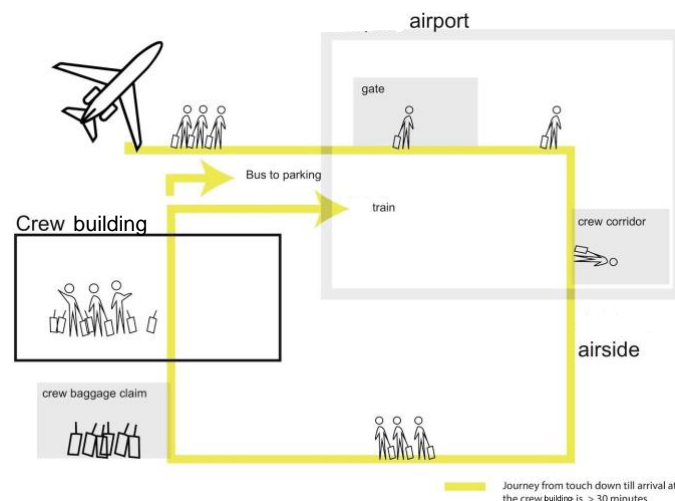 airport
gate
Bus to parking
train
Crew building
crew corridor
airside
crew baggage claim
Journey from touch down till arrival at
the crew building is > 30 minutes